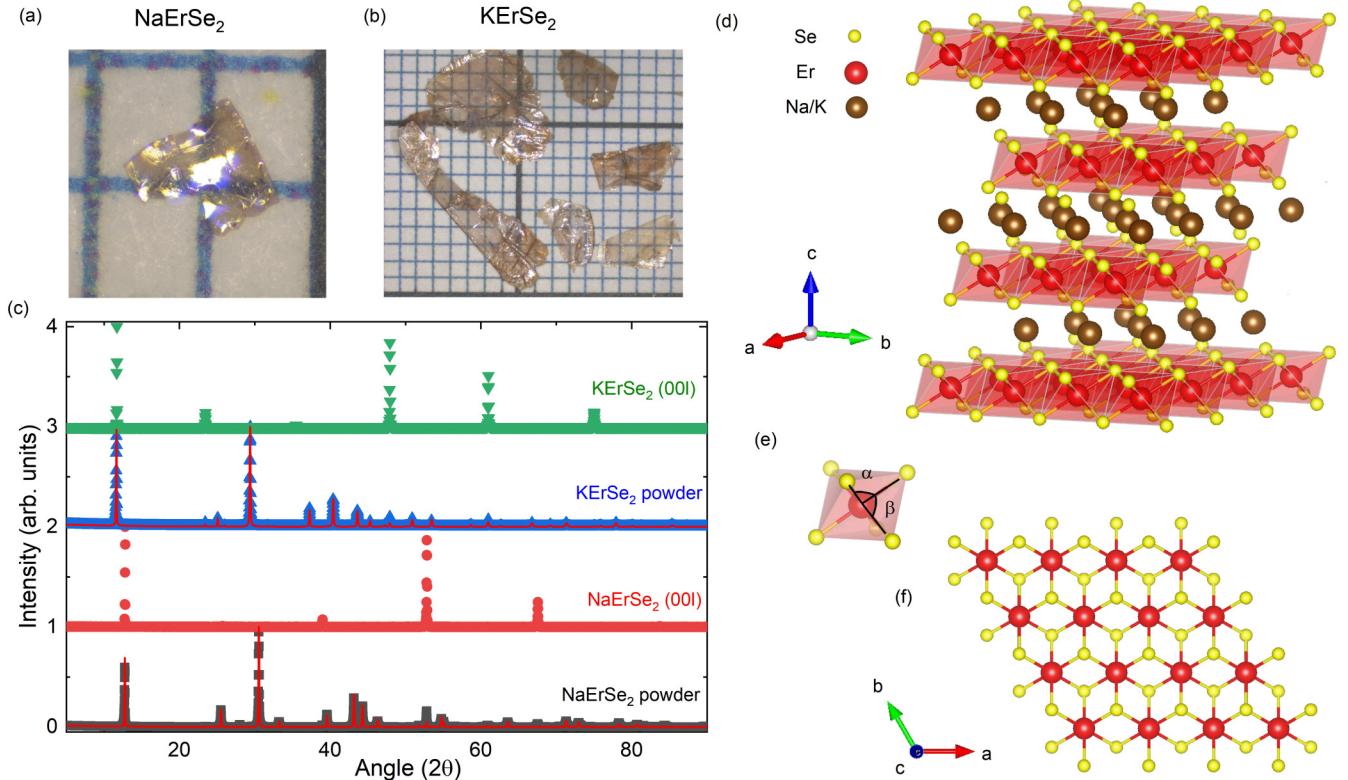 (a)
NaErSe₂
(b)
KErSe₂
(d)
Se
Er
Na/K
c
a
b
(c)
Intensity (arb. units)
4
3
2
1
0
KErSe₂ (00l)
KErSe₂ powder
NaErSe₂ (00l)
NaErSe₂ powder
20
40
60
80
Angle (2θ)
(e)
α
β
(f)
b
c
a